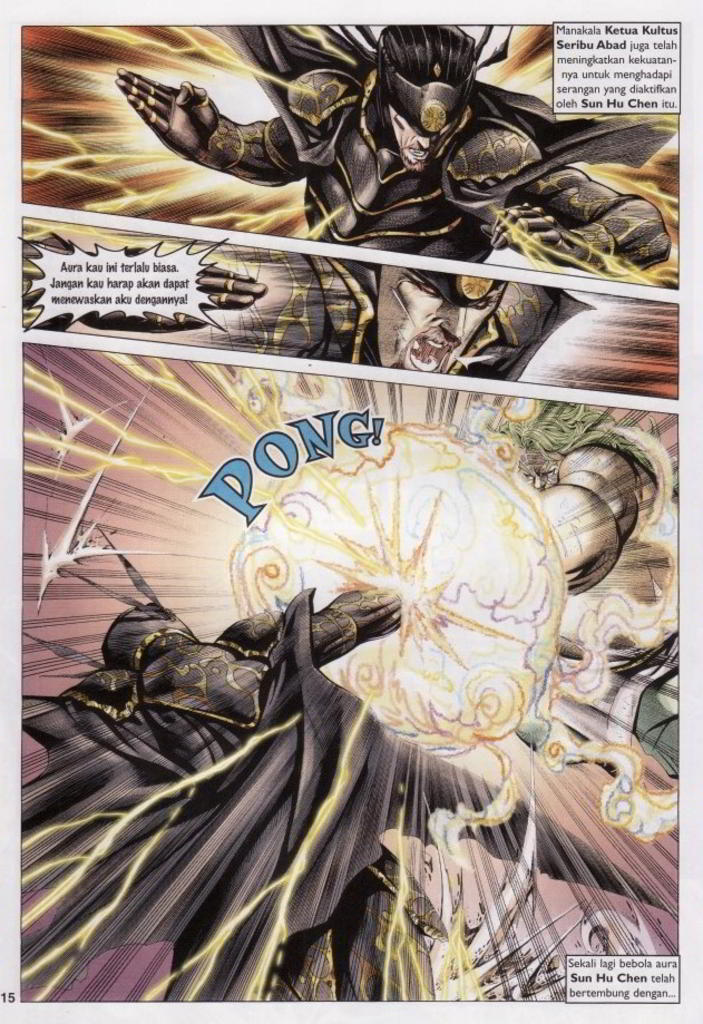 Manakala Ketua Kultus
Seribu Abad juga telah
meningkatkan kekuatan-
nya untuk menghadapi
serangan yang diaktifkan
oleh Sun Hu Chen itu.
Aura kau ini terlalu biasa.
Jangan kau harap akan dapat
menewaskan aku dengannya!
PONG!
Sekali lagi bebola aura
Sun Hu Chen telah
bertembung dengan...
15